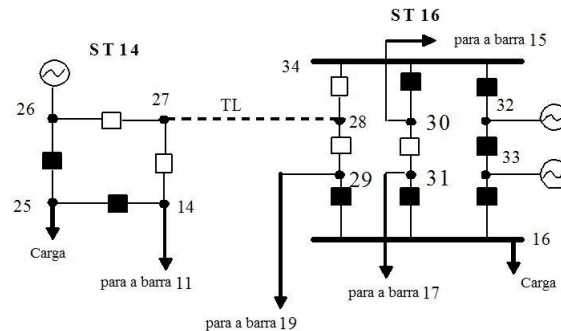 ST 16
ST 14
para a barra 15
34
26
27
TL
28
30
32
33
29
31
25
14
16
Carga
Carga
para a barra 11
para a barra 17
para a barra 19